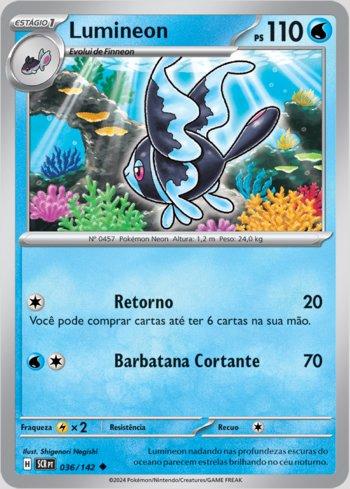 ESTÁGIO 1
Lumineon
PS 110
Evolui de Finneon
Nº 0457 Pokémon Neon Altura: 1,2 m Peso: 24,0 kg
Retorno 20
Você pode comprar cartas até ter 6 cartas na sua mão.
Barbatana Cortante 70
Fraqueza ×2 Resistência Recuo
Ilust. Shigenori Negishi
Lumineon nadando nas profundezas escuras do
oceano parecem estrelas brilhando no céu noturno.
H SCR PT 036/142
©2024 Pokémon/Nintendo/Creatures/GAME FREAK